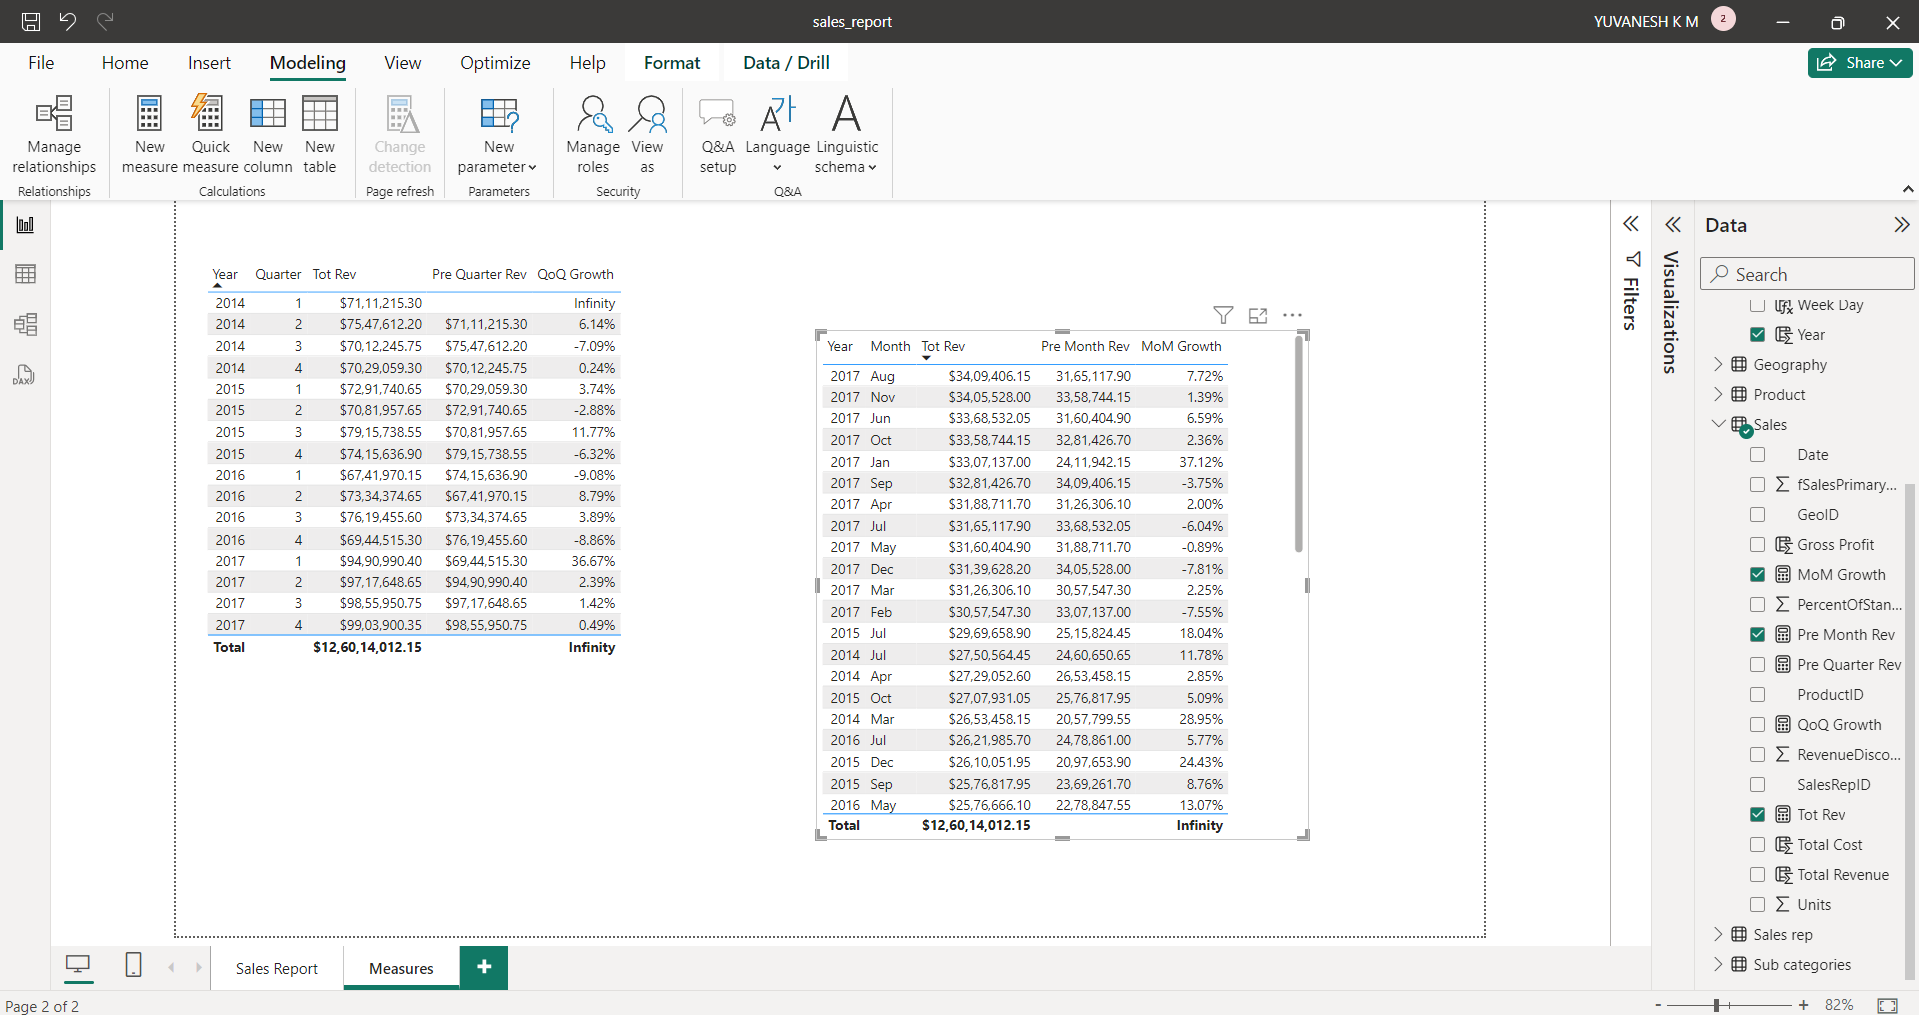 sales_report
YUVANESH K M
2
File Home Insert Modeling View Optimize Help Format Data / Drill
Share
Manage relationships
New measure
Quick measure
New column
New table
Change detection
New parameter
Manage roles
View as
Q&A setup
Language
Linguistic schema
Relationships Calculations Page refresh Parameters Security Q&A
DAX
Year Quarter Tot Rev Pre Quarter Rev QoQ Growth
2014 1 $71,11,215.30 Infinity
2014 2 $75,47,612.20 $71,11,215.30 6.14%
2014 3 $70,12,245.75 $75,47,612.20 -7.09%
2014 4 $70,29,059.30 $70,12,245.75 0.24%
2015 1 $72,91,740.65 $70,29,059.30 3.74%
2015 2 $70,81,957.65 $72,91,740.65 -2.88%
2015 3 $79,15,738.55 $70,81,957.65 11.77%
2015 4 $74,15,636.90 $79,15,738.55 -6.32%
2016 1 $67,41,970.15 $74,15,636.90 -9.08%
2016 2 $73,34,374.65 $67,41,970.15 8.79%
2016 3 $76,19,455.60 $73,34,374.65 3.89%
2016 4 $69,44,515.30 $76,19,455.60 -8.86%
2017 1 $94,90,990.40 $69,44,515.30 36.67%
2017 2 $97,17,648.65 $94,90,990.40 2.39%
2017 3 $98,55,950.75 $97,17,648.65 1.42%
2017 4 $99,03,900.35 $98,55,950.75 0.49%
Total $12,60,14,012.15 Infinity
Year Month Tot Rev Pre Month Rev MoM Growth
2017 Aug $34,09,406.15 31,65,117.90 7.72%
2017 Nov $34,05,528.00 33,58,744.15 1.39%
2017 Jun $33,68,532.05 31,60,404.90 6.59%
2017 Oct $33,58,744.15 32,81,426.70 2.36%
2017 Jan $33,07,137.00 24,11,942.15 37.12%
2017 Sep $32,81,426.70 34,09,406.15 -3.75%
2017 Apr $31,88,711.70 31,26,306.10 2.00%
2017 Jul $31,65,117.90 33,68,532.05 -6.04%
2017 May $31,60,404.90 31,88,711.70 -0.89%
2017 Dec $31,39,628.20 34,05,528.00 -7.81%
2017 Mar $31,26,306.10 30,57,547.30 2.25%
2017 Feb $30,57,547.30 33,07,137.00 -7.55%
2015 Jul $29,69,658.90 25,15,824.45 18.04%
2014 Jul $27,50,564.45 24,60,650.65 11.78%
2014 Apr $27,29,052.60 26,53,458.15 2.85%
2015 Oct $27,07,931.05 25,76,817.95 5.09%
2014 Mar $26,53,458.15 20,57,799.55 28.95%
2016 Jul $26,21,985.70 24,78,861.00 5.77%
2015 Dec $26,10,051.95 20,97,653.90 24.43%
2015 Sep $25,76,817.95 23,69,261.70 8.76%
2016 May $25,76,666.10 22,78,847.55 13.07%
Total $12,60,14,012.15 Infinity
Filters
Visualizations
Data
Search
Week Day
Year
Geography
Product
Sales
Date
fSalesPrimary...
GeoID
Gross Profit
MoM Growth
PercentOfStan...
Pre Month Rev
Pre Quarter Rev
ProductID
QoQ Growth
RevenueDisco...
SalesRepID
Tot Rev
Total Cost
Total Revenue
Units
Sales rep
Sub categories
Sales Report Measures +
Page 2 of 2
- + 82%